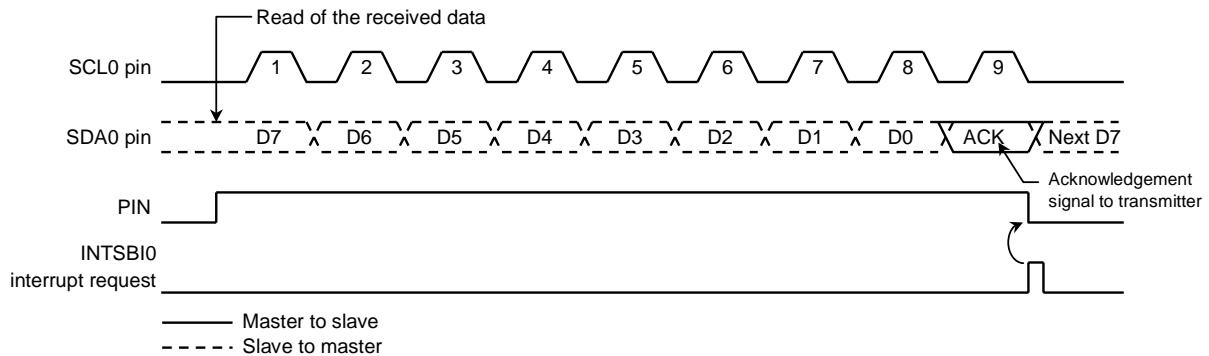 Read of the received data
SCL0 pin 1 2 3 4 5 6 7 8 9
SDA0 pin D7 D6 D5 D4 D3 D2 D1 D0 ACK Next D7
Acknowledgement
signal to transmitter
PIN
INTSBI0
interrupt request
Master to slave
Slave to master